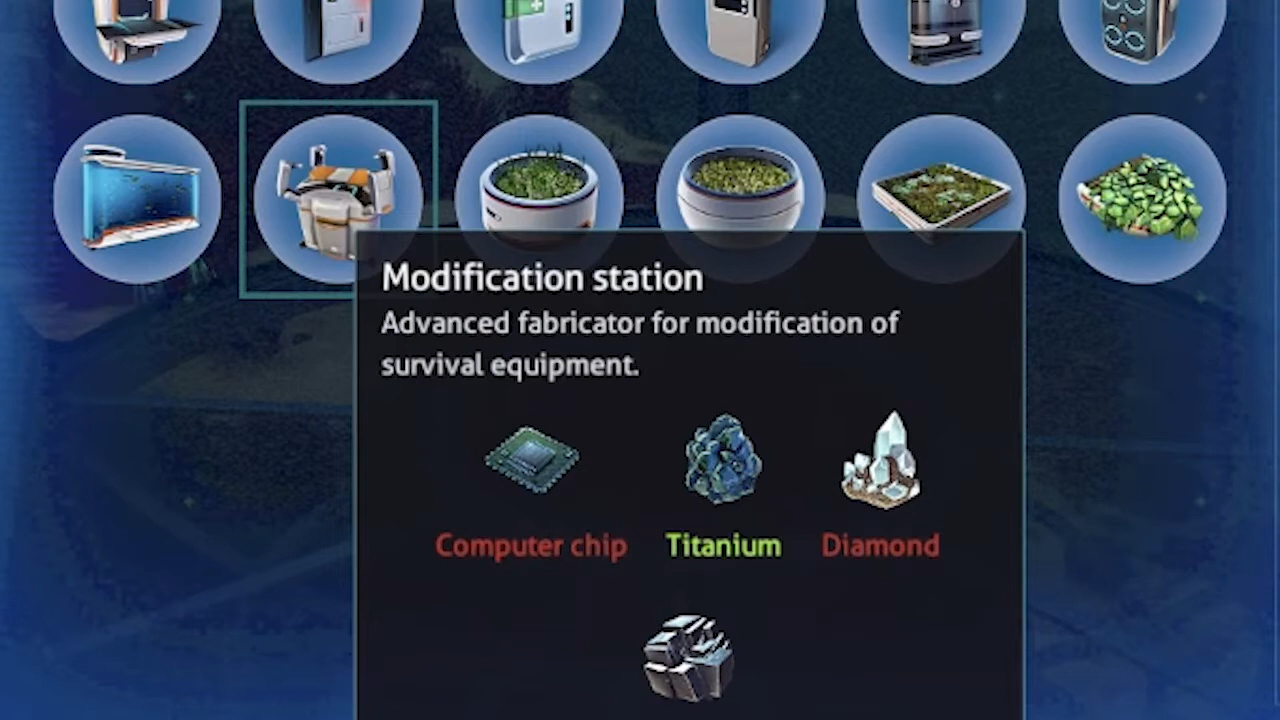 Modification station
Advanced fabricator for modification of
survival equipment.
Computer chip Titanium Diamond